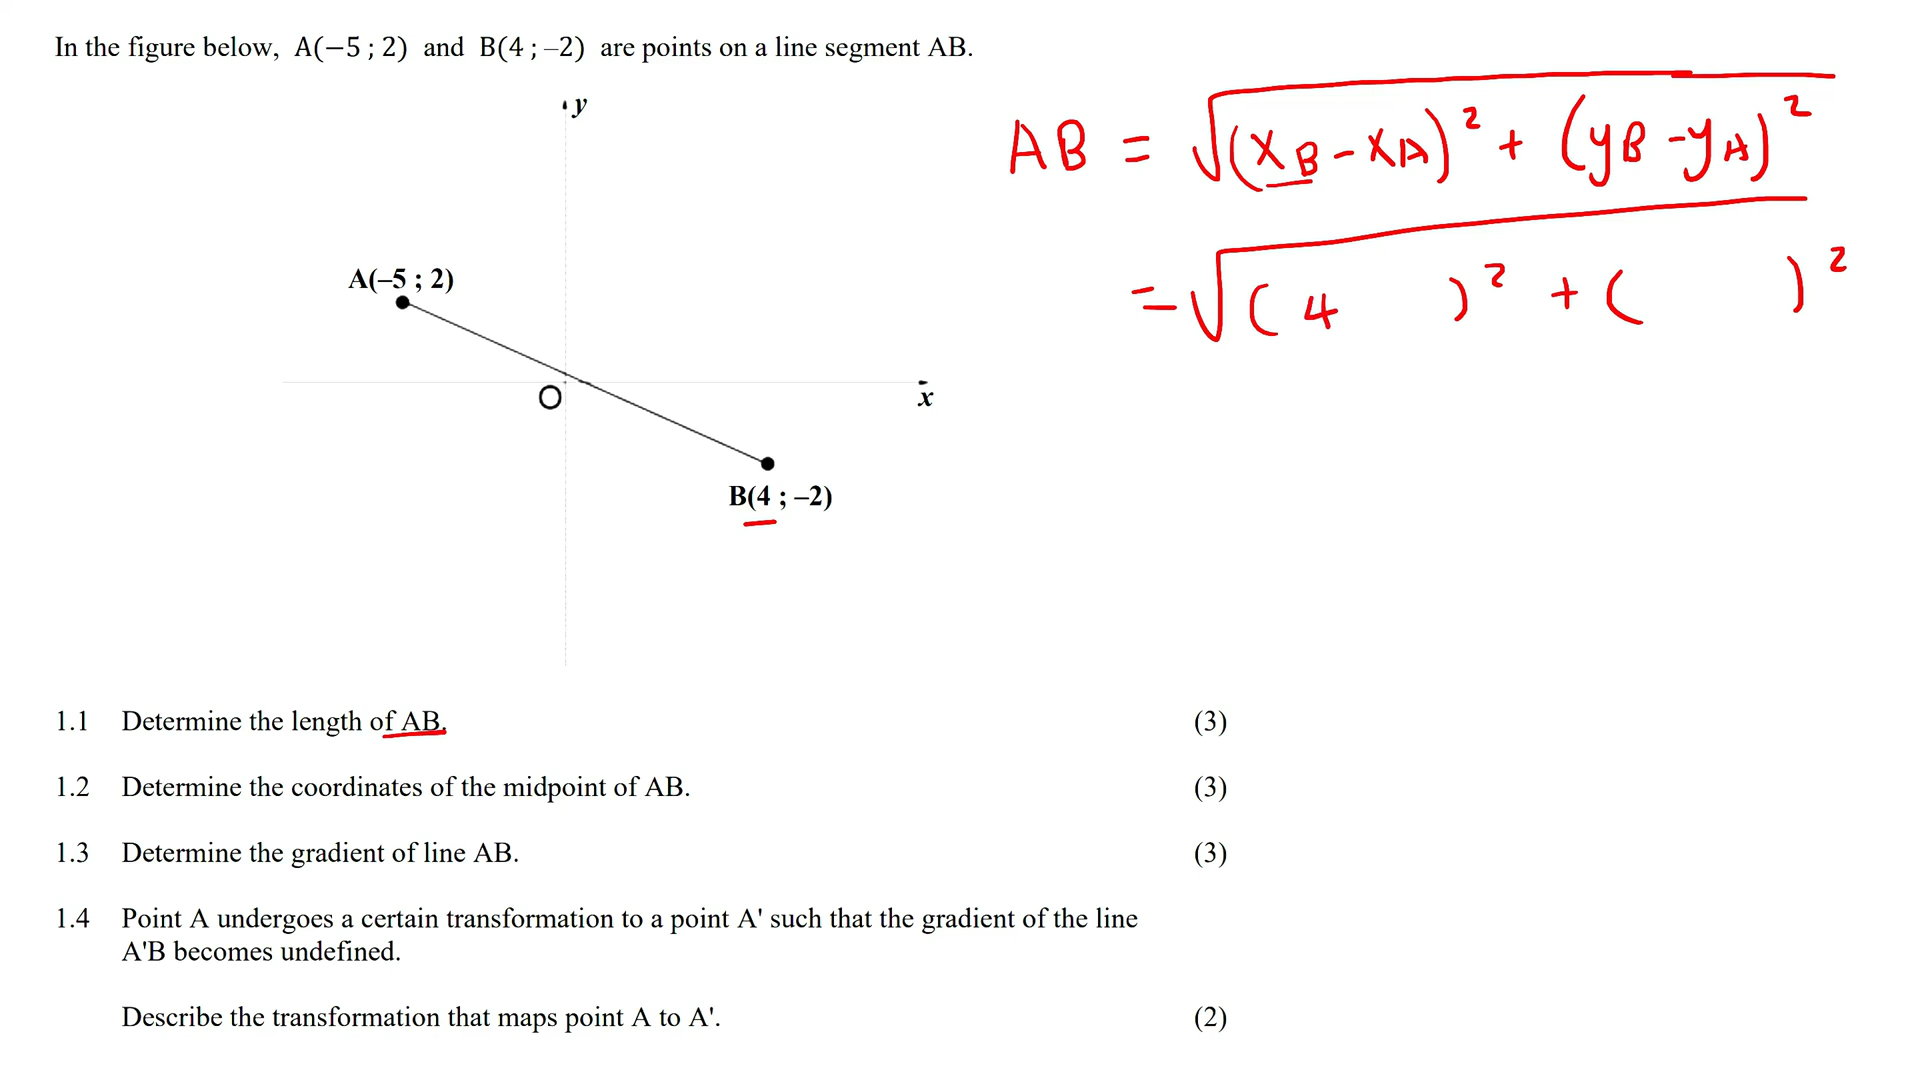 In the figure below, A(−5 ; 2) and B(4 ; –2) are points on a line segment AB.
y
AB = √(x_B - x_A)² + (y_B - y_A)²
A(–5 ; 2)
= √( 4 )² + ( )²
O
x
B(4 ; –2)
1.1 Determine the length of AB. (3)
1.2 Determine the coordinates of the midpoint of AB. (3)
1.3 Determine the gradient of line AB. (3)
1.4 Point A undergoes a certain transformation to a point A' such that the gradient of the line
A'B becomes undefined.
Describe the transformation that maps point A to A'. (2)